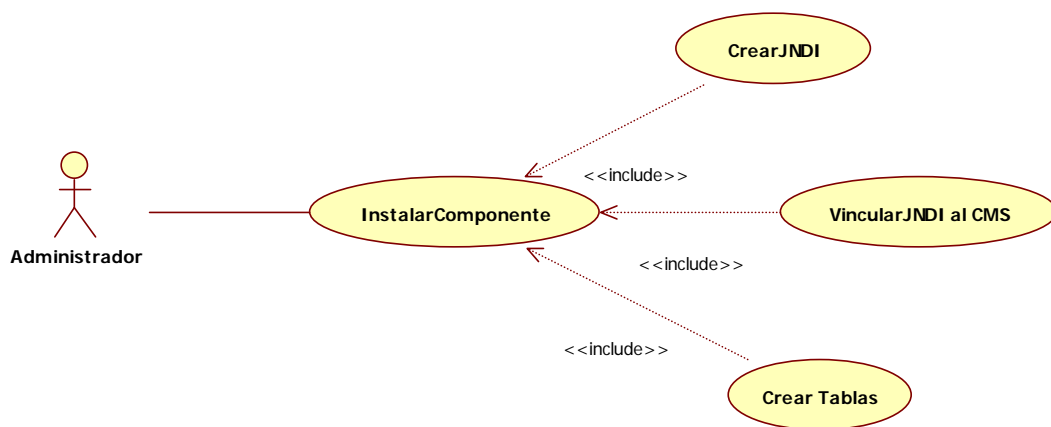 CrearJNDI
<<include>>
InstalarComponente
VincularJNDI al CMS
Administrador
<<include>>
<<include>>
Crear Tablas